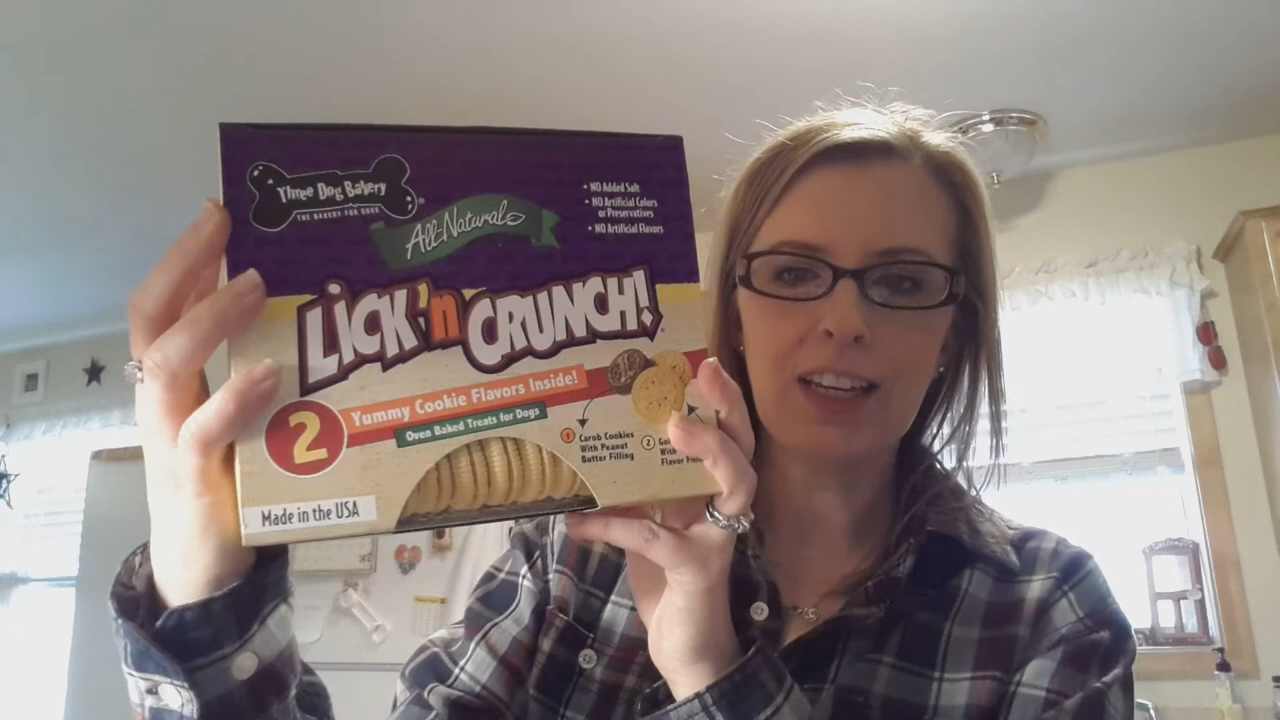 Three Dog Bakery
THE BAKERY FOR DOGS
All-Natural
• NO Added Salt
• NO Artificial Colors
or Preservatives
• NO Artificial Flavors
LICK 'n CRUNCH!
2 Yummy Cookie Flavors Inside!
Oven Baked Treats for Dogs
1 Carob Cookies
With Peanut
Butter Filling
2
With
Flavor
Made in the USA